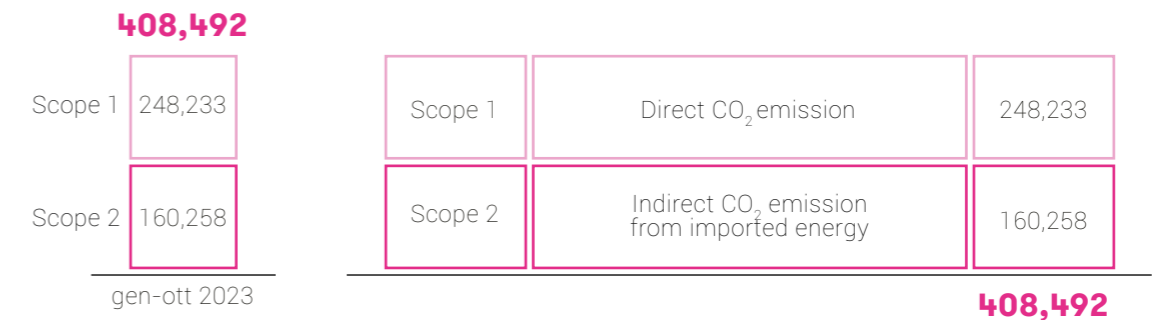 408,492
Scope 1 248,233
Scope 2 160,258
gen-ott 2023
Scope 1 Direct CO₂ emission 248,233
Scope 2 Indirect CO₂ emission
from imported energy 160,258
408,492